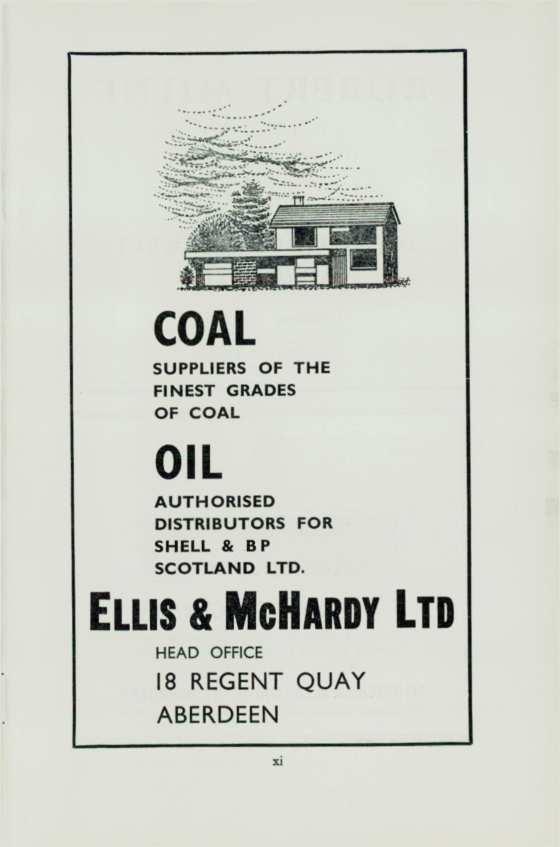 COAL
SUPPLIERS OF THE
FINEST GRADES
OF COAL
OIL
AUTHORISED
DISTRIBUTORS FOR
SHELL & BP
SCOTLAND LTD.
ELLIS & McHARDY LTD
HEAD OFFICE
18 REGENT QUAY
ABERDEEN
xi